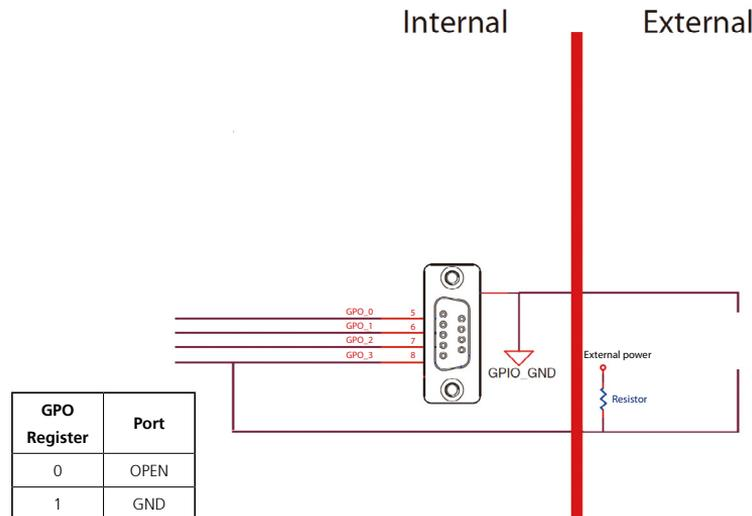 Internal
External
GPO_0 5
GPO_1 6
GPO_2 7
GPO_3 8
GPIO_GND
External power
Resistor
GPO Register
Port
0 OPEN
1 GND